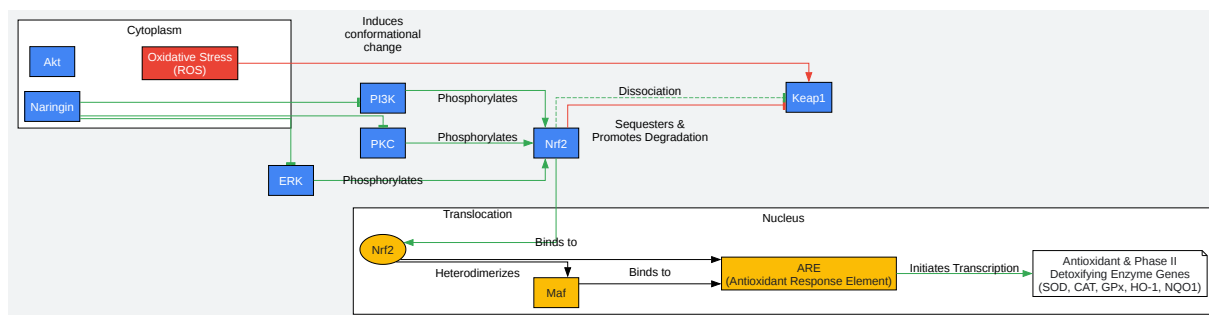 Induces
conformational
change
Cytoplasm
Akt
Oxidative Stress
(ROS)
Naringin
PI3K
Phosphorylates
Dissociation
Keap1
Sequesters &
Promotes Degradation
PKC
Phosphorylates
Nrf2
ERK
Phosphorylates
Translocation
Nucleus
Nrf2
Binds to
Heterodimerizes
Maf
Binds to
ARE
(Antioxidant Response Element)
Initiates Transcription
Antioxidant & Phase II
Detoxifying Enzyme Genes
(SOD, CAT, GPx, HO-1, NQO1)